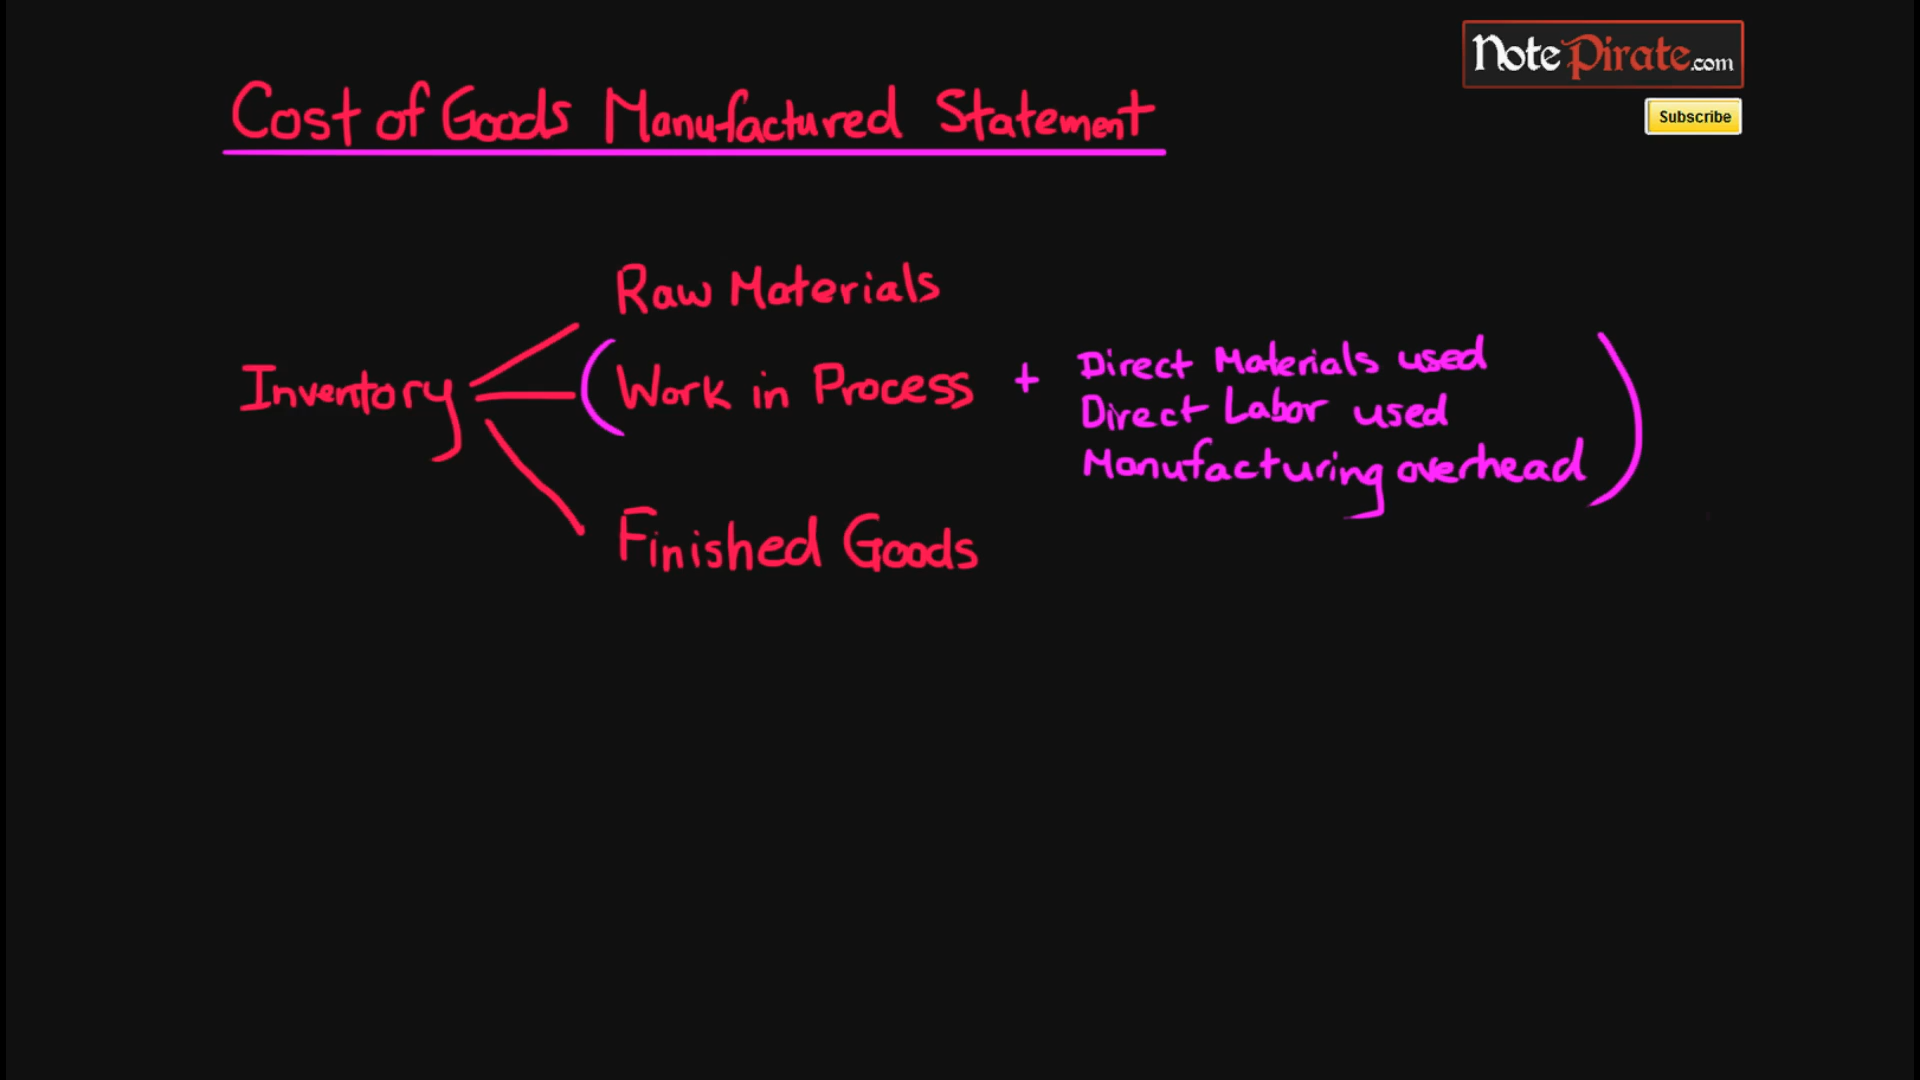 NotePirate.com
Subscribe
Cost of Goods Manufactured Statement
Raw Materials
Inventory
( Work in Process + Direct Materials used
Direct Labor used
Manufacturing overhead )
Finished Goods